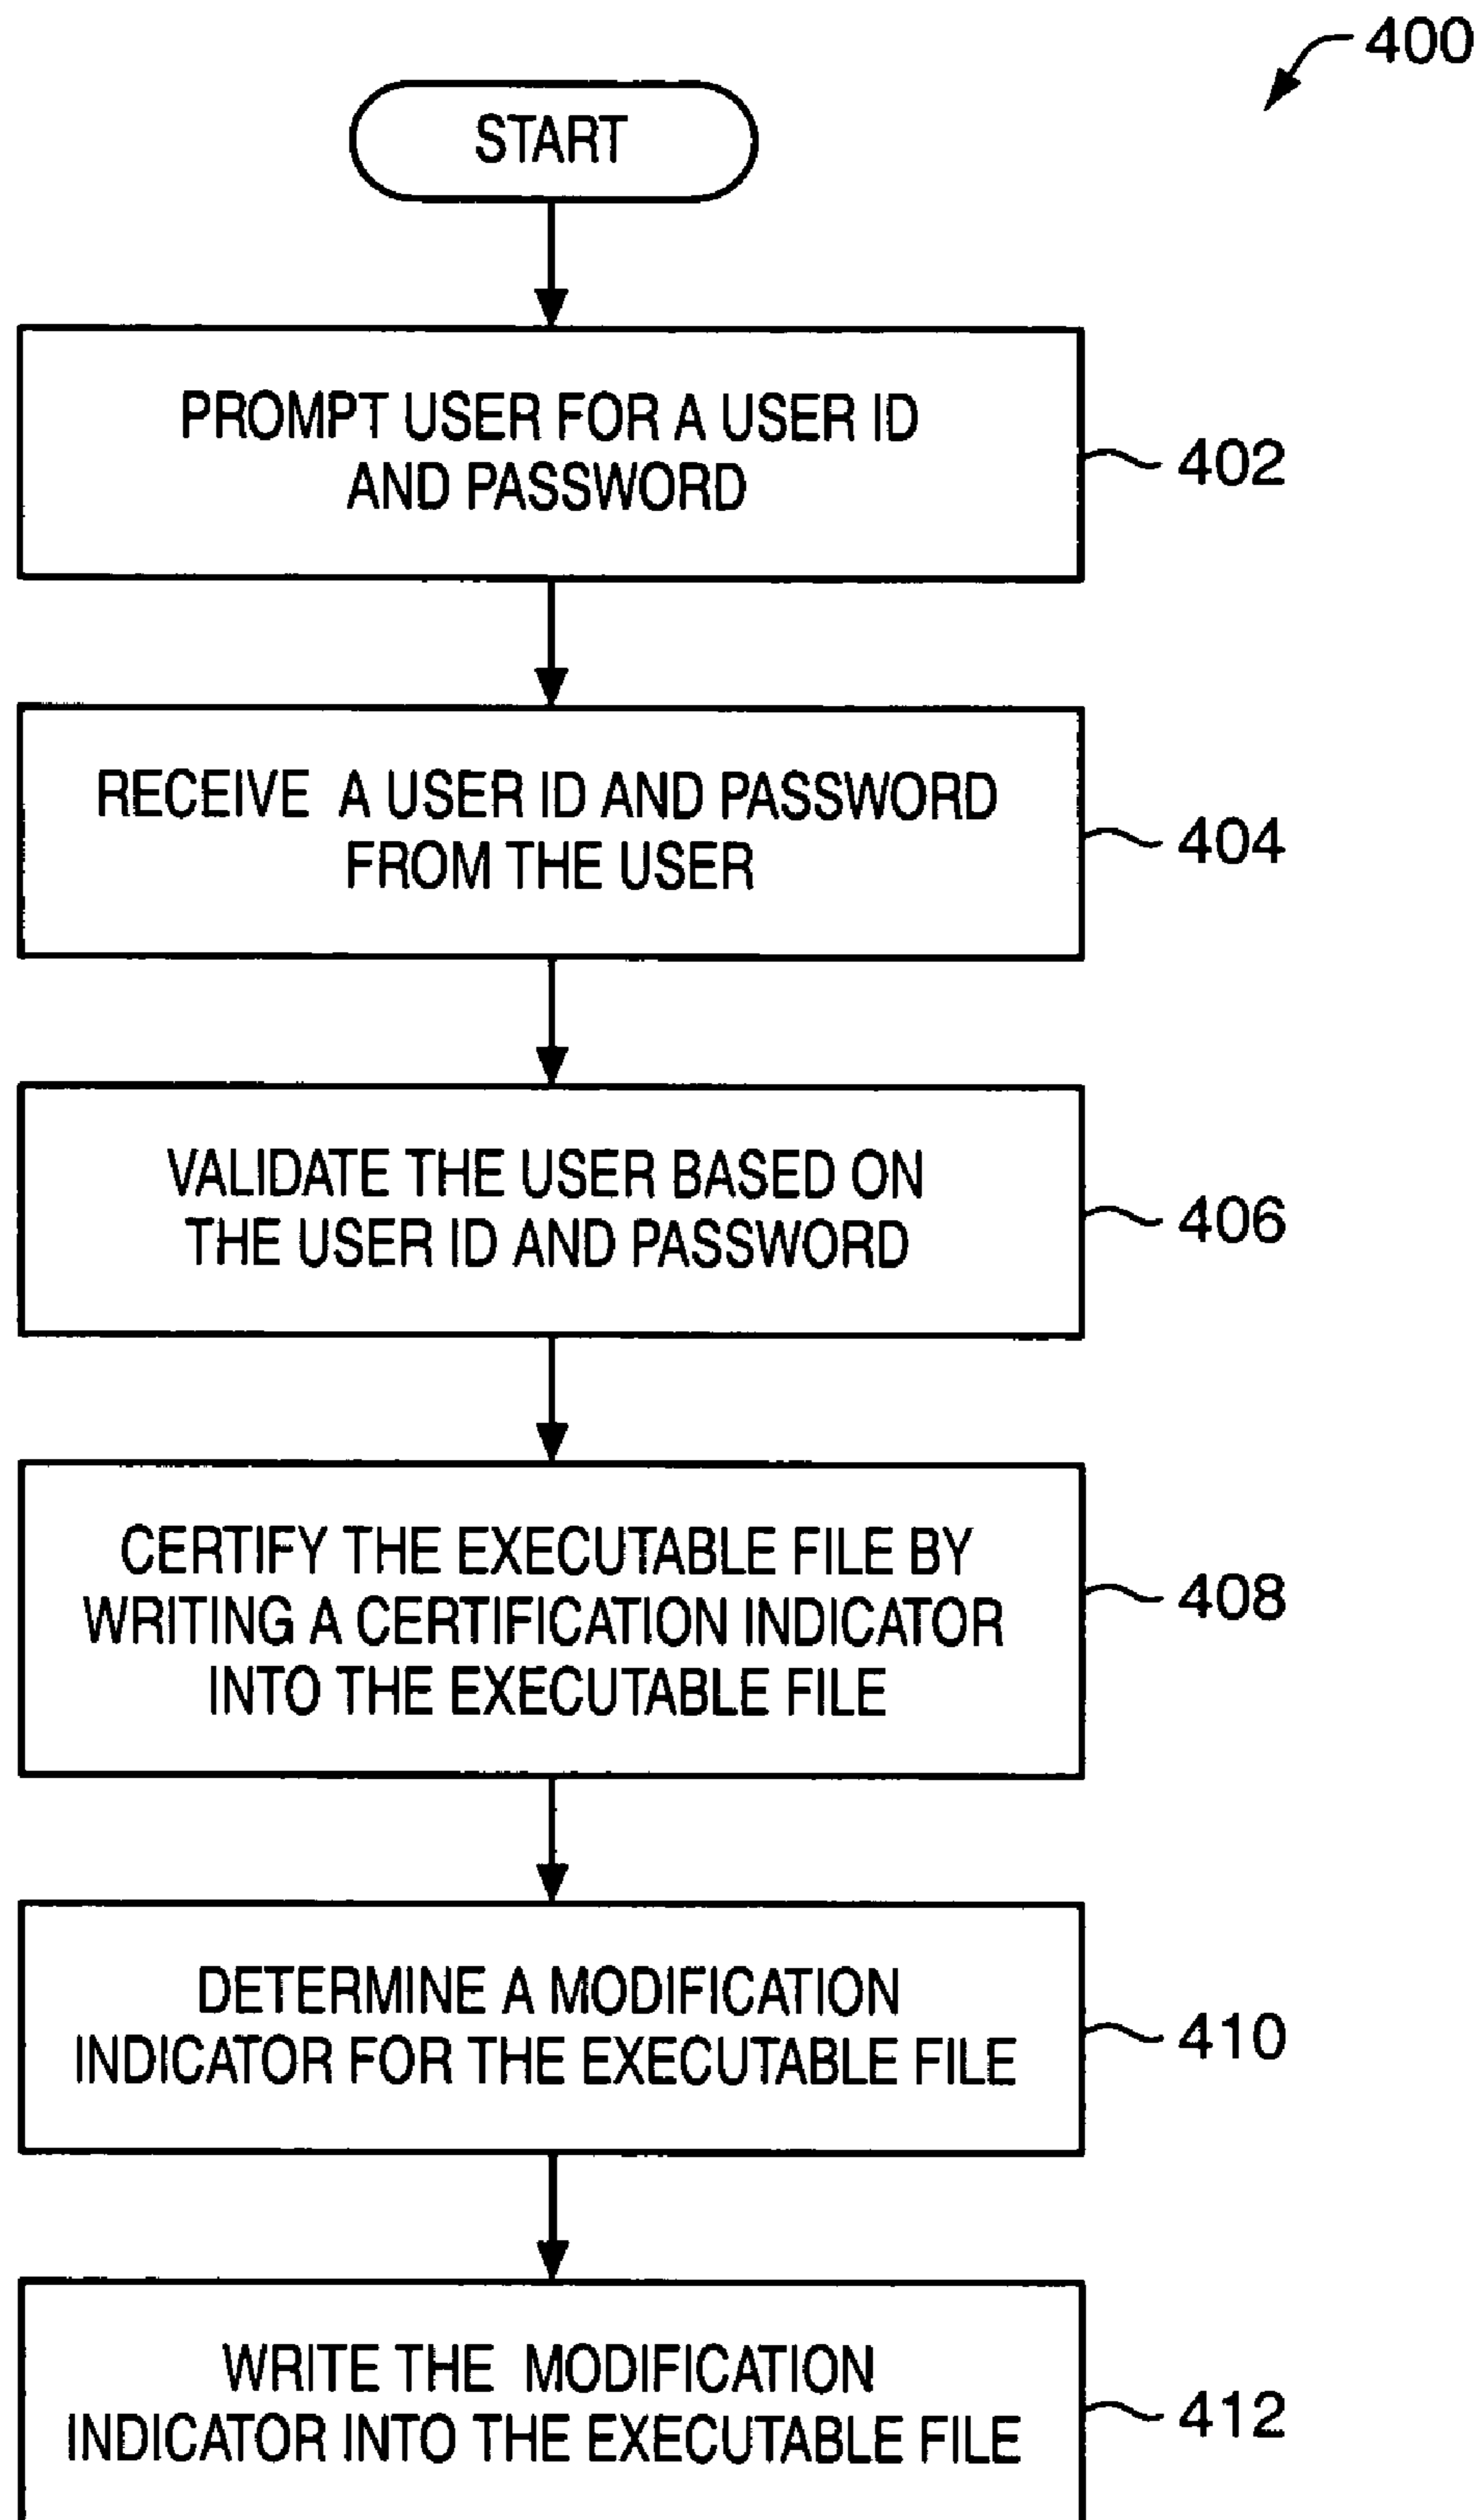 400
START
PROMPT USER FOR A USER ID
AND PASSWORD
402
RECEIVE A USER ID AND PASSWORD
FROM THE USER
404
VALIDATE THE USER BASED ON
THE USER ID AND PASSWORD
406
CERTIFY THE EXECUTABLE FILE BY
WRITING A CERTIFICATION INDICATOR
INTO THE EXECUTABLE FILE
408
DETERMINE A MODIFICATION
INDICATOR FOR THE EXECUTABLE FILE
410
WRITE THE MODIFICATION
INDICATOR INTO THE EXECUTABLE FILE
412